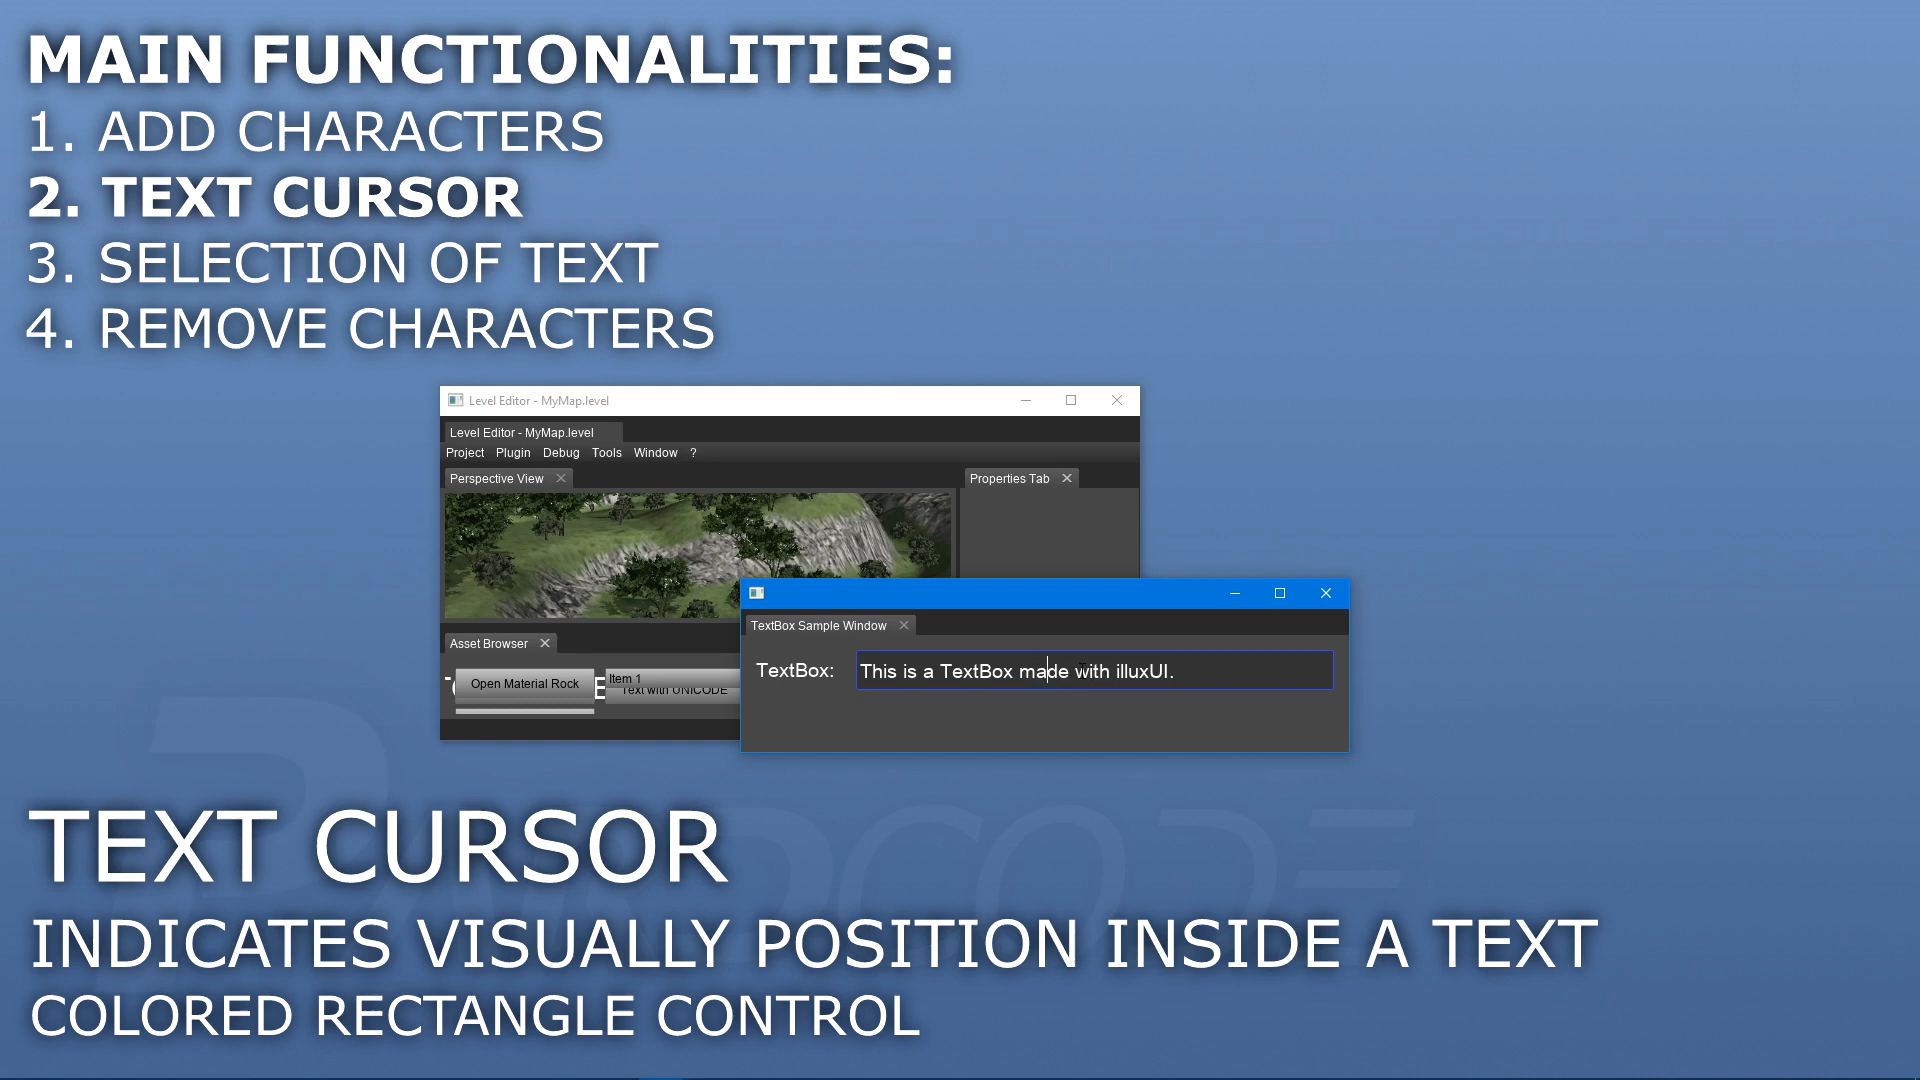 MAIN FUNCTIONALITIES:
1. ADD CHARACTERS
2. TEXT CURSOR
3. SELECTION OF TEXT
4. REMOVE CHARACTERS
Level Editor - MyMap.level
Level Editor - MyMap.level
Project Plugin Debug Tools Window ?
Perspective View
Properties Tab
TextBox Sample Window
Asset Browser
TextBox: This is a TextBox made with illuxUI.
Open Material Rock
Item 1
Text with UNICODE
TEXT CURSOR
PARDCODE
INDICATES VISUALLY POSITION INSIDE A TEXT
COLORED RECTANGLE CONTROL